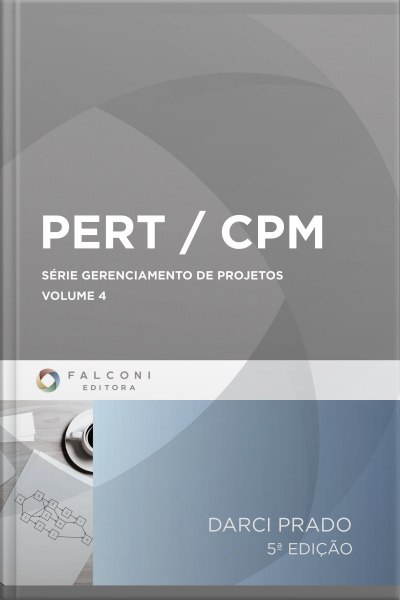 PERT / CPM
SÉRIE GERENCIAMENTO DE PROJETOS
VOLUME 4
FALCONI
EDITORA
DARCI PRADO
5ª EDIÇÃO